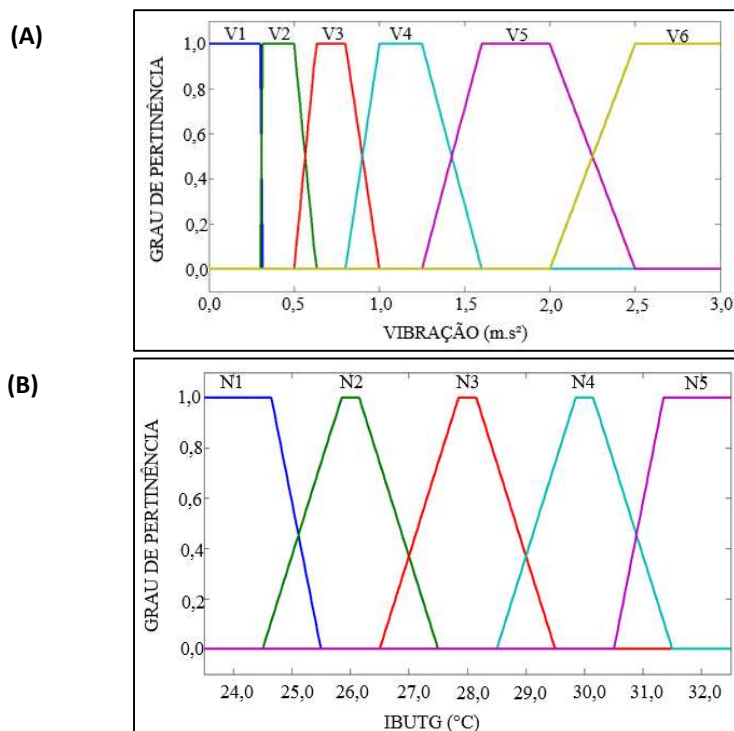 (A)
V1 V2 V3 V4 V5 V6
GRAU DE PERTINÊNCIA
1,0
0,8
0,6
0,4
0,2
0,0
0,0 0,5 1,0 1,5 2,0 2,5 3,0
VIBRAÇÃO (m.s²)
(B)
N1 N2 N3 N4 N5
GRAU DE PERTINÊNCIA
1,0
0,8
0,6
0,4
0,2
0,0
24,0 25,0 26,0 27,0 28,0 29,0 30,0 31,0 32,0
IBUTG (°C)